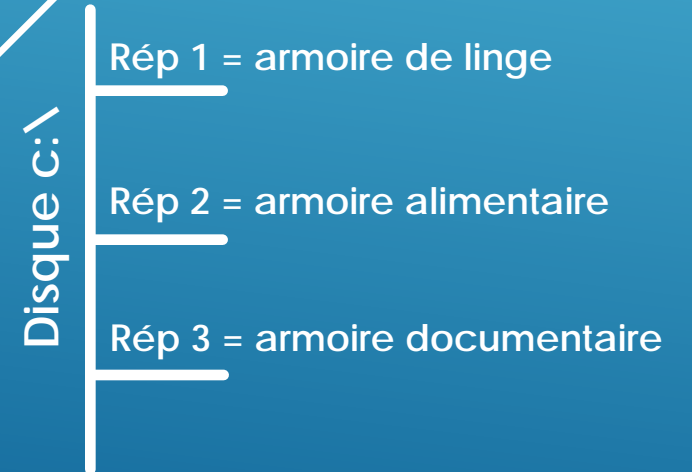 Disque c:\
Rép 1 = armoire de linge
Rép 2 = armoire alimentaire
Rép 3 = armoire documentaire